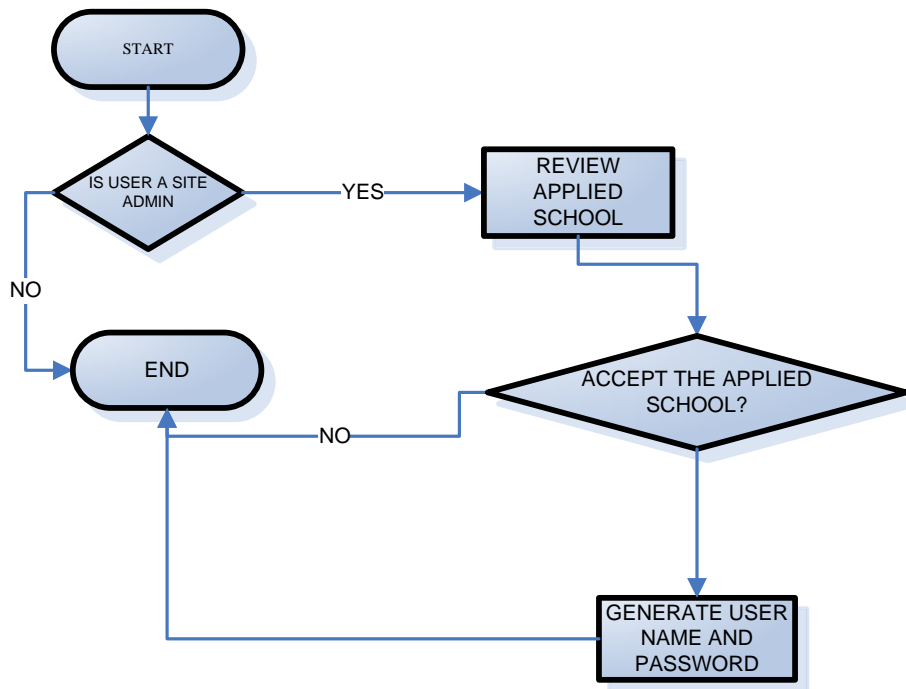 START
IS USER A SITE
ADMIN
YES
REVIEW
APPLIED
SCHOOL
NO
END
ACCEPT THE APPLIED
SCHOOL?
NO
GENERATE USER
NAME AND
PASSWORD